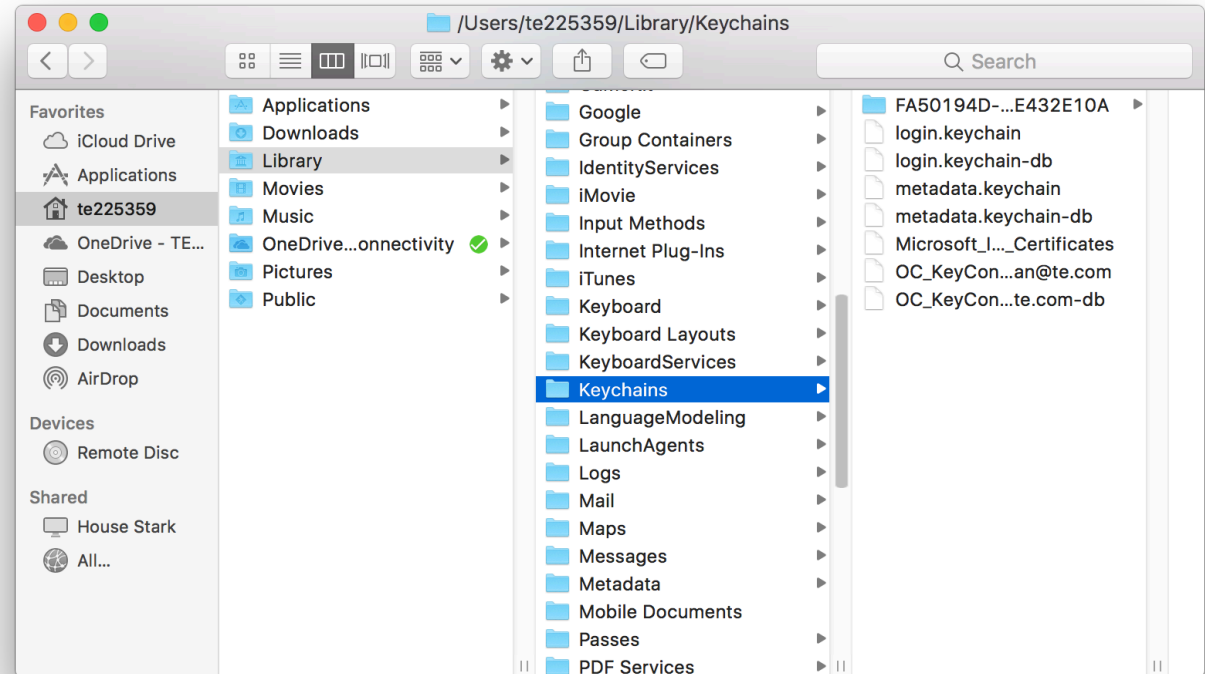 /Users/te225359/Library/Keychains
Search
Favorites
iCloud Drive
Applications
te225359
OneDrive - TE...
Desktop
Documents
Downloads
AirDrop
Devices
Remote Disc
Shared
House Stark
All...
Applications
Downloads
Library
Movies
Music
OneDrive...onnectivity
Pictures
Public
Google
Group Containers
IdentityServices
iMovie
Input Methods
Internet Plug-Ins
iTunes
Keyboard
Keyboard Layouts
KeyboardServices
Keychains
LanguageModeling
LaunchAgents
Logs
Mail
Maps
Messages
Metadata
Mobile Documents
Passes
PDF Services
FA50194D-...E432E10A
login.keychain
login.keychain-db
metadata.keychain
metadata.keychain-db
Microsoft_I..._Certificates
OC_KeyCon...an@te.com
OC_KeyCon...te.com-db